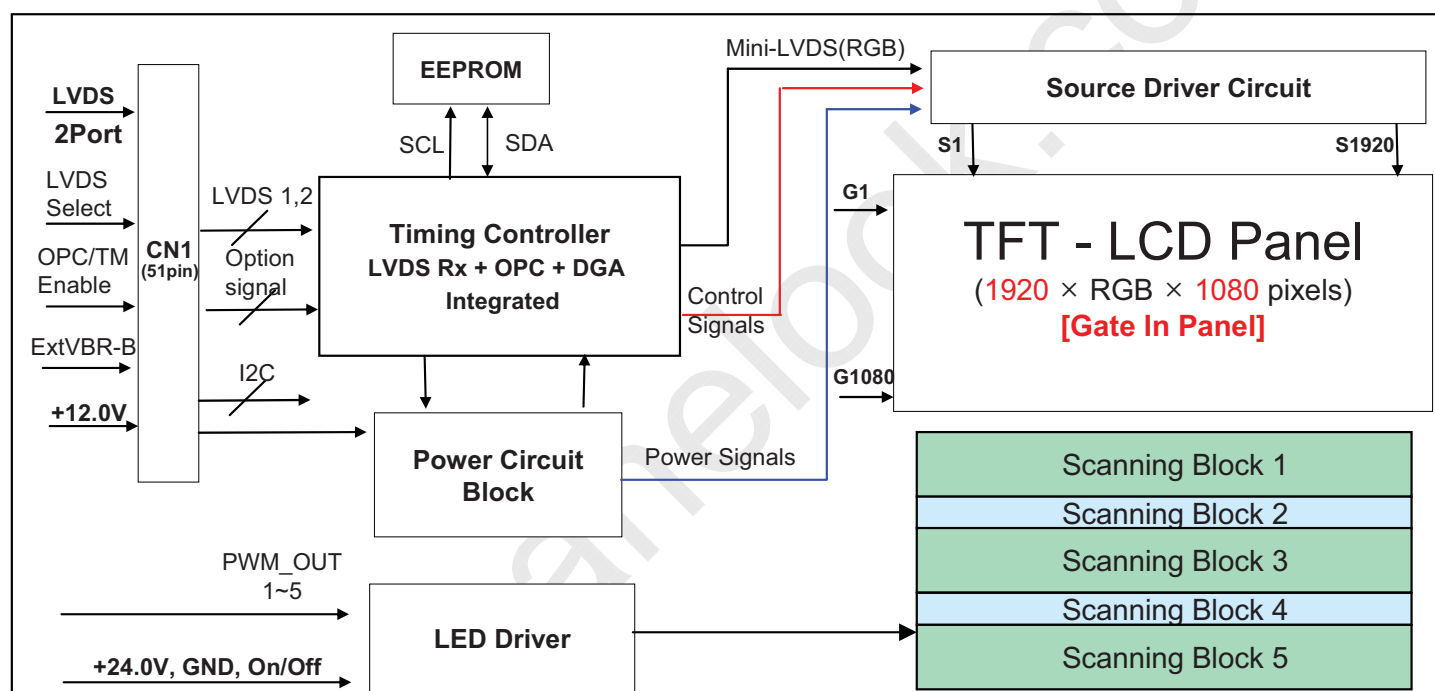 LVDS
2Port
LVDS
Select
OPC/TM
Enable
ExtVBR-B
+12.0V
CN1
(51pin)
LVDS 1,2
Option
signal
I2C
EEPROM
SCL
SDA
Timing Controller
LVDS Rx + OPC + DGA
Integrated
Power Circuit
Block
Mini-LVDS(RGB)
Control
Signals
Power Signals
Source Driver Circuit
S1
S1920
G1
G1080
TFT - LCD Panel
(1920 × RGB × 1080 pixels)
[Gate In Panel]
PWM_OUT
1~5
+24.0V, GND, On/Off
LED Driver
Scanning Block 1
Scanning Block 2
Scanning Block 3
Scanning Block 4
Scanning Block 5
anelook.co